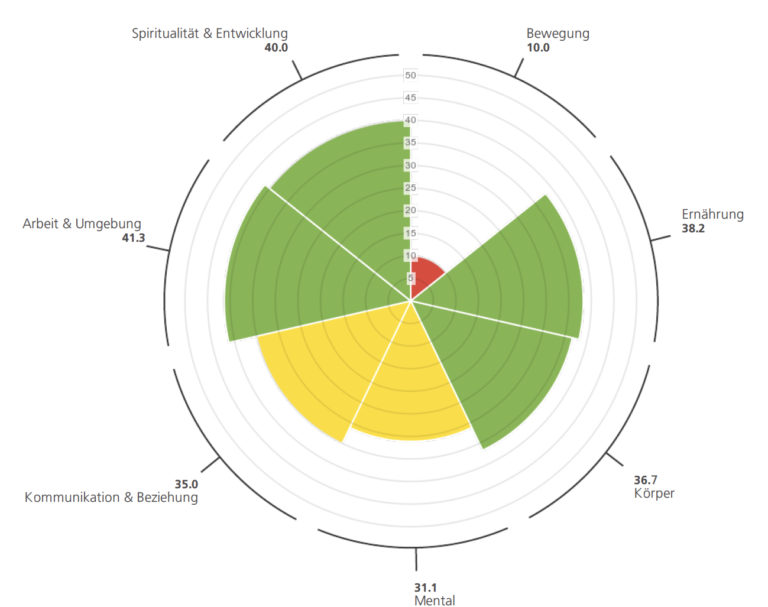 Spiritualität & Entwicklung
40.0
Bewegung
10.0
50
45
40
35
30
25
20
15
10
5
Ernährung
38.2
Arbeit & Umgebung
41.3
36.7
Körper
35.0
Kommunikation & Beziehung
31.1
Mental